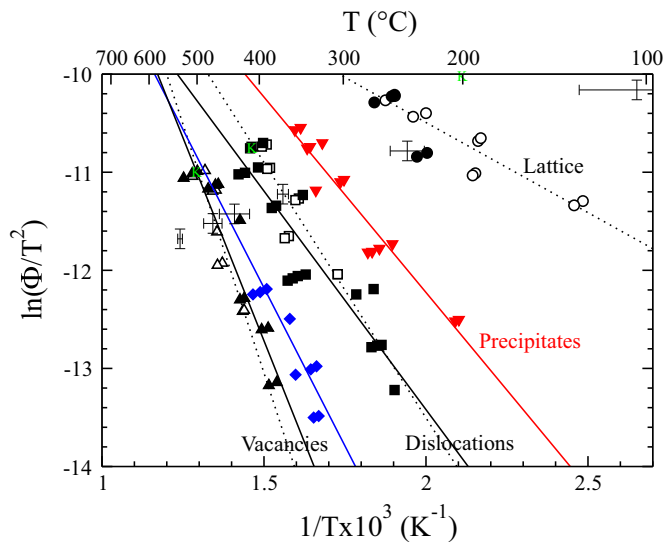 T (°C)
700 600 500 400 300 200 100
-10
K
K
K
-11
Lattice
-12
ln(Φ/T²)
Precipitates
-13
Vacancies
Dislocations
-14
1 1.5 2 2.5
1/Tx10³ (K⁻¹)